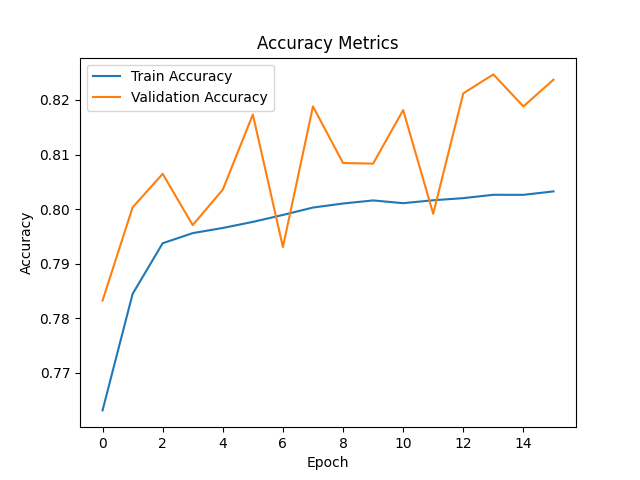 Accuracy Metrics
Train Accuracy
Validation Accuracy
0.82
0.81
0.80
0.79
0.78
0.77
Accuracy
0 2 4 6 8 10 12 14
Epoch